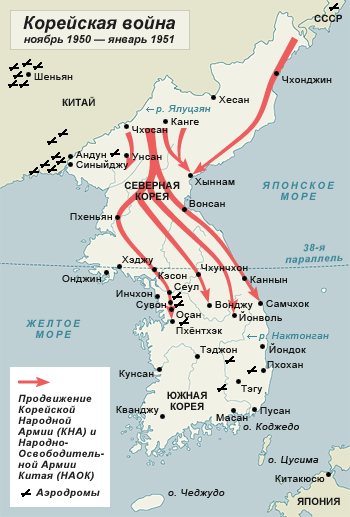 Корейская война
ноябрь 1950 — январь 1951
СССР
Шеньян
Чхонджин
КИТАЙ
Хесан
р. Ялуцзян
Канге
Чхосан
Андун
Унсан
Синыйджу
Хыннам
СЕВЕРНАЯ
КОРЕЯ
ЯПОНСКОЕ
МОРЕ
Вонсан
Пхеньян
38-я
параллель
Хэджу
Кэсон
Чхунчхон
Онджин
Каннын
Сеул
Инчхон
Сувон
Вонджу
Самчхок
Осан
Йонволь
ЖЕЛТОЕ
МОРЕ
Пхёнтхэк
р. Нактонган
Тэджон
Йондок
Кунсан
Пхохан
Тэгу
ЮЖНАЯ
КОРЕЯ
Кванджу
Масан
Пусан
о. Коджедо
Продвижение
Корейской
Народной
Армии (КНА) и
Народно-
Освободитель-
ной Армии
Китая (НАОК)
Аэродромы
о. Цусима
Китакюсю
о. Чеджудо
ЯПОНИЯ